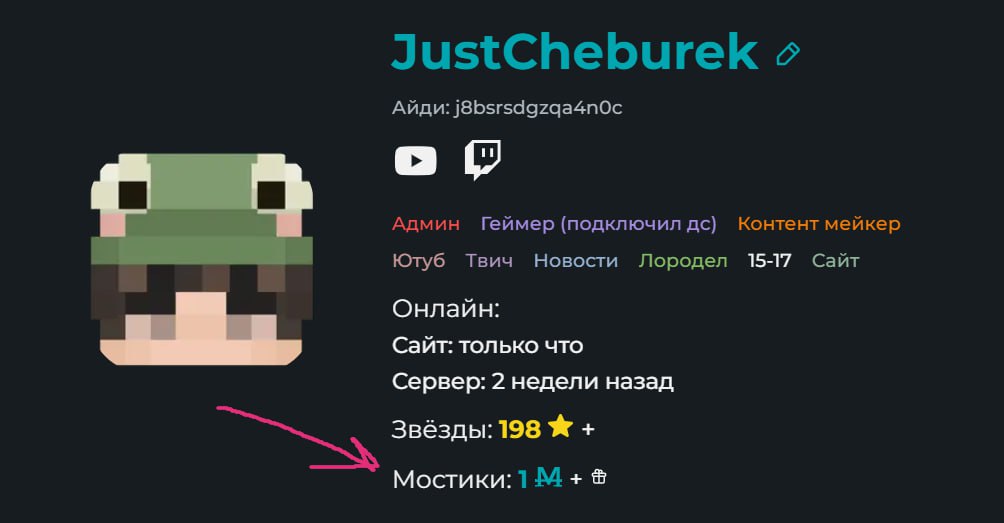 JustCheburek
Айди: j8bsrsdgzqa4n0c
Админ Геймер (подключил дс) Контент мейкер
Ютуб Твич Новости Лородел 15-17 Сайт
Онлайн:
Сайт: только что
Сервер: 2 недели назад
Звёзды: 198 +
Мостики: 1 M +